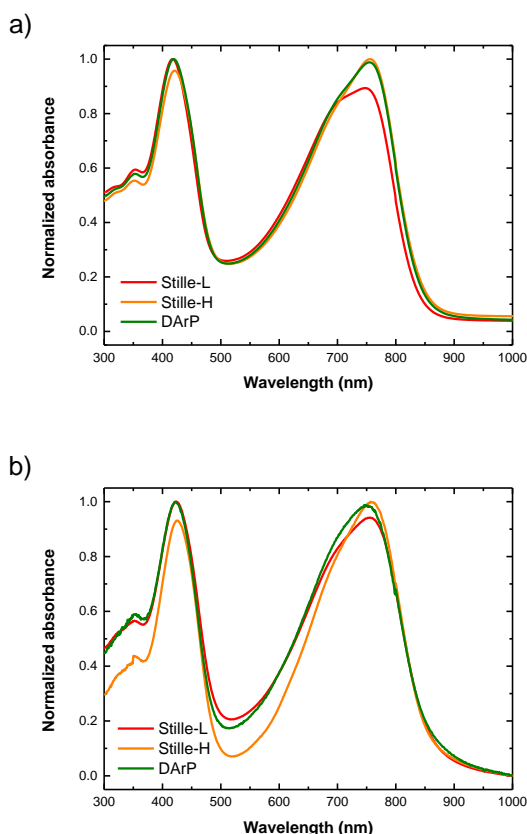 a)
1.0
0.8
0.6
0.4
0.2
0.0
Normalized absorbance
Stille-L
Stille-H
DArP
300 400 500 600 700 800 900 1000
Wavelength (nm)
b)
1.0
0.8
0.6
0.4
0.2
0.0
Normalized absorbance
Stille-L
Stille-H
DArP
300 400 500 600 700 800 900 1000
Wavelength (nm)